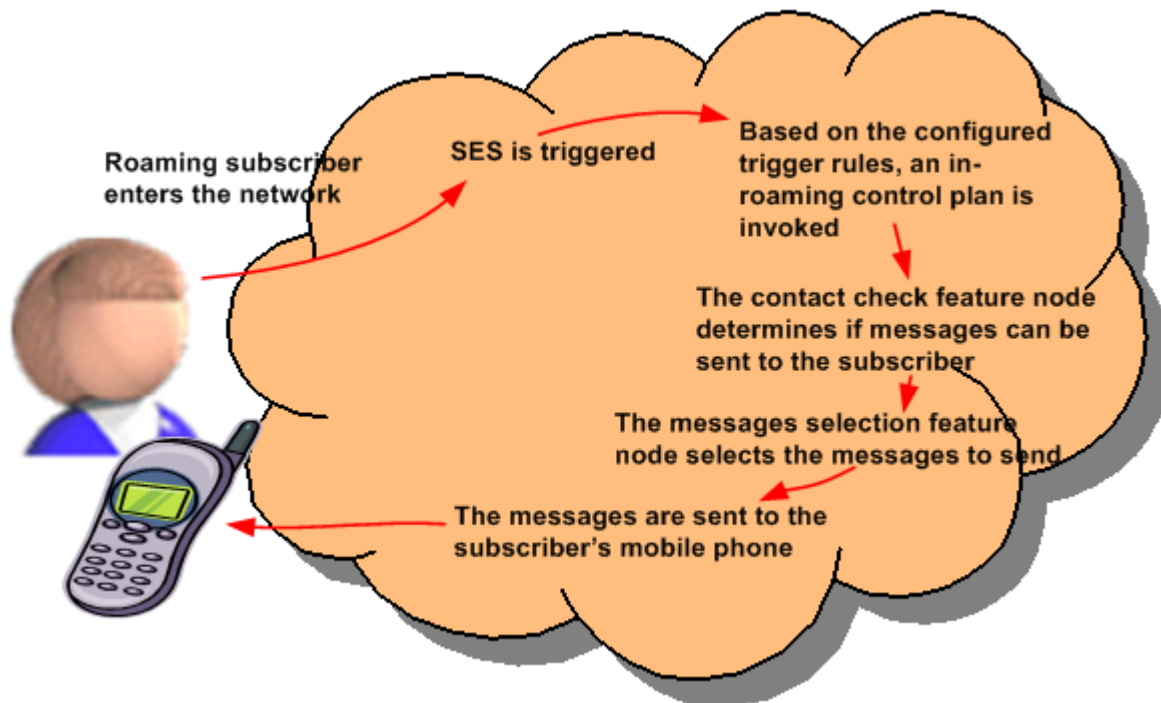 Roaming subscriber
enters the network
SES is triggered
Based on the configured
trigger rules, an in-
roaming control plan is
invoked
The contact check feature node
determines if messages can be
sent to the subscriber
The messages selection feature
node selects the messages to send
The messages are sent to the
subscriber's mobile phone